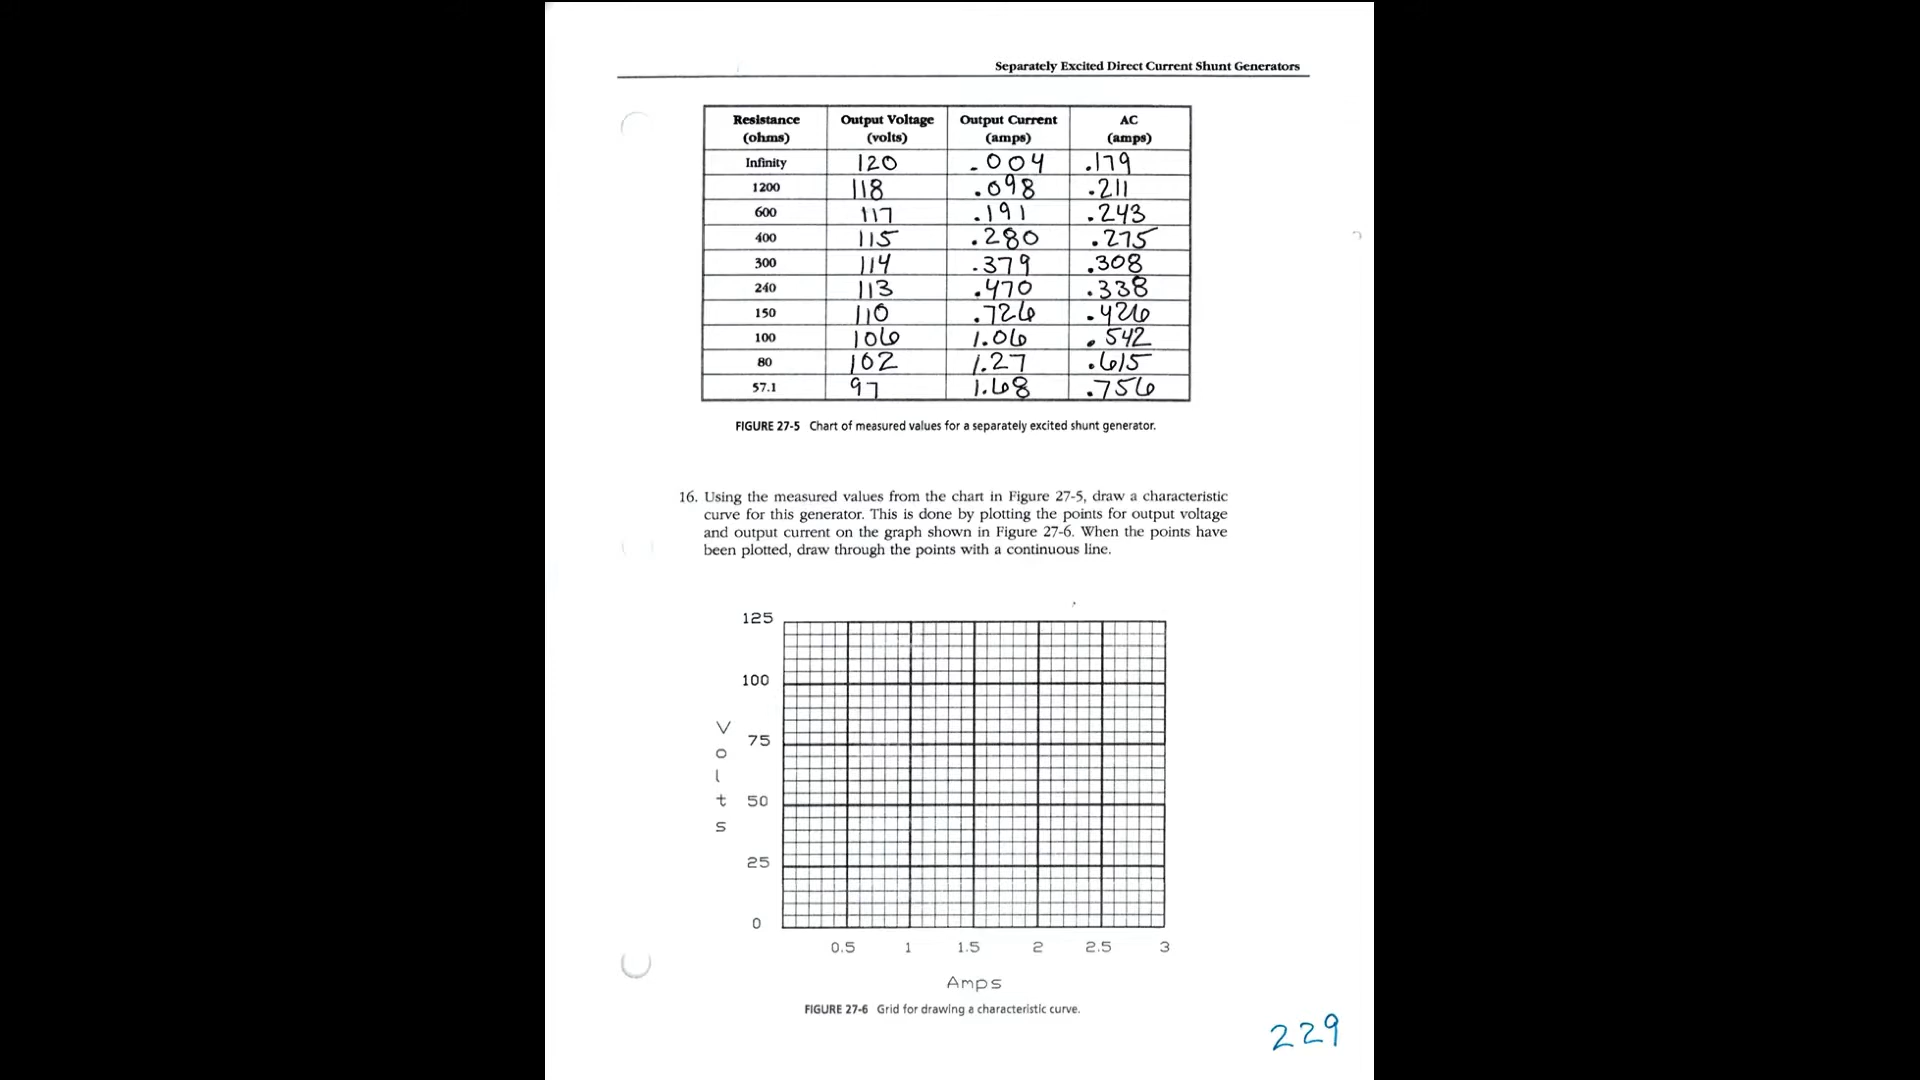 Separately Excited Direct Current Shunt Generators
Resistance (ohms) Output Voltage (volts) Output Current (amps) AC (amps)
Infinity 120 .004 .179
1200 118 .098 .211
600 117 .191 .243
400 115 .280 .275
300 114 .379 .308
240 113 .470 .338
150 110 .726 .426
100 106 1.06 .542
80 102 1.27 .615
57.1 97 1.68 .756
FIGURE 27-5 Chart of measured values for a separately excited shunt generator.
16. Using the measured values from the chart in Figure 27-5, draw a characteristic
curve for this generator. This is done by plotting the points for output voltage
and output current on the graph shown in Figure 27-6. When the points have
been plotted, draw through the points with a continuous line.
125
100
75
50
25
0
Volts
0.5 1 1.5 2 2.5 3
Amps
FIGURE 27-6 Grid for drawing a characteristic curve.
229